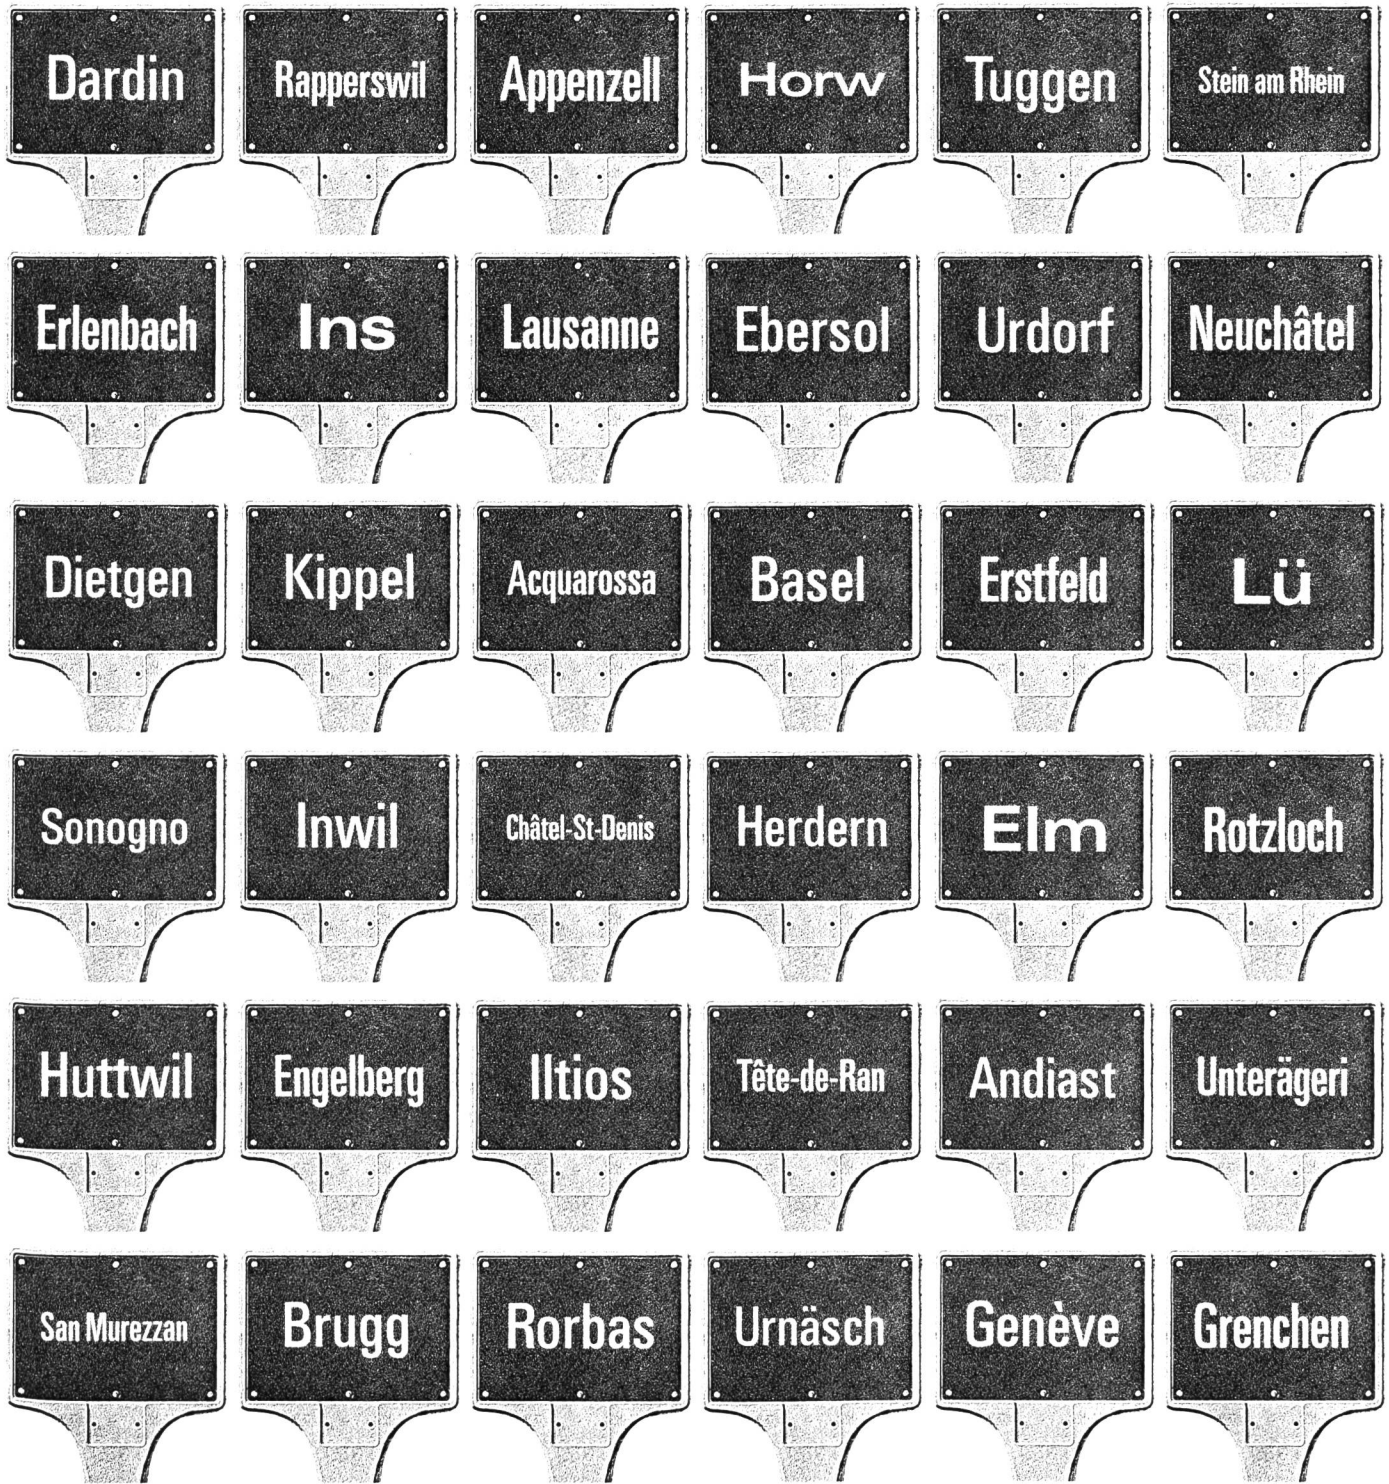 Dardin
Rapperswil
Appenzell
Horw
Tuggen
Stein am Rhein
Erlenbach
Ins
Lausanne
Ebersol
Urdorf
Neuchâtel
Dietgen
Kippel
Acquarossa
Basel
Erstfeld
Lü
Sonogno
Inwil
Châtel-St-Denis
Herdern
Elm
Rotzloch
Huttwil
Engelberg
Iltios
Tête-de-Ran
Andiast
Unterägeri
San Murezzan
Brugg
Rorbas
Urnäsch
Genève
Grenchen